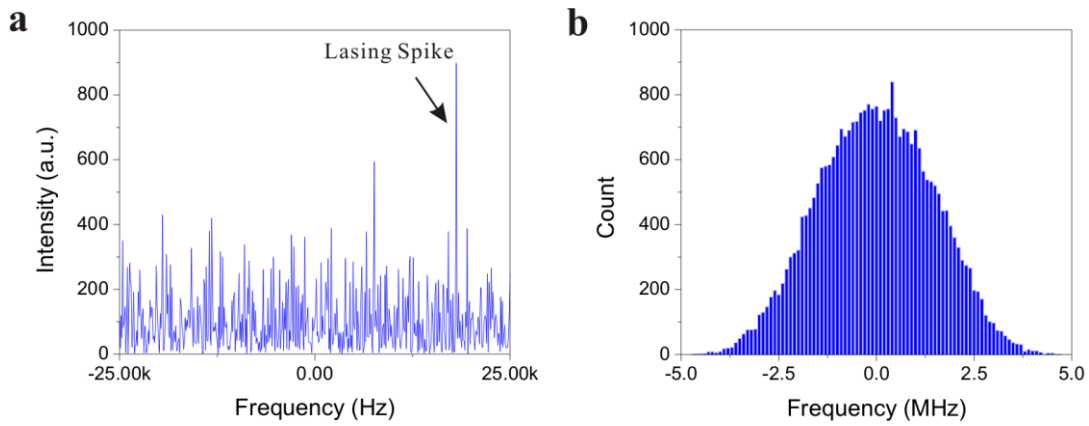 a
Lasing Spike
1000
800
600
400
200
0
Intensity (a.u.)
-25.00k
0.00
25.00k
Frequency (Hz)
b
1000
800
600
400
200
0
Count
-5.0
-2.5
0.0
2.5
5.0
Frequency (MHz)